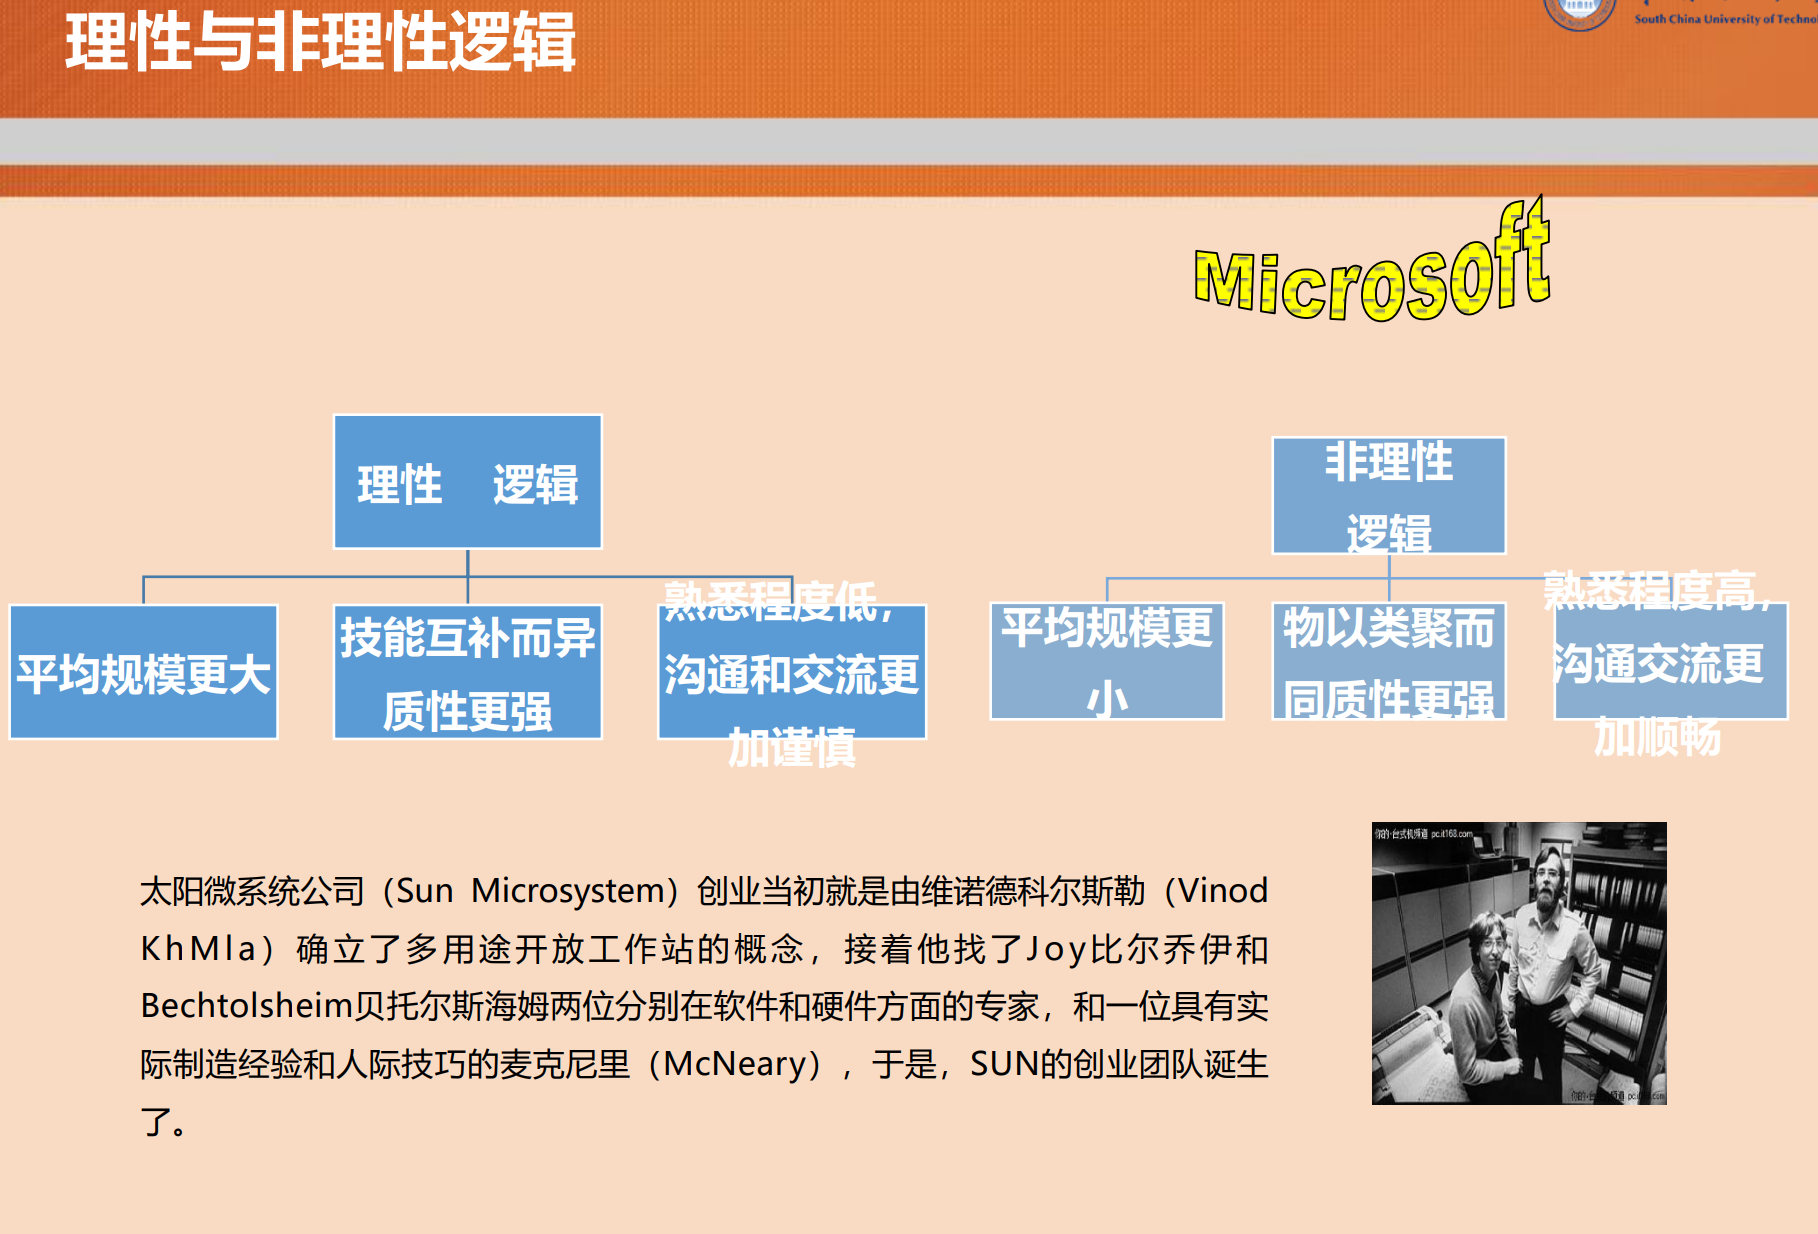 理性与非理性逻辑
South China University of Techno
Microsoft
理性 逻辑
平均规模更大
技能互补而异
质性更强
熟悉程度低，
沟通和交流更
加谨慎
非理性
逻辑
平均规模更
小
物以类聚而
同质性更强
熟悉程度高，
沟通交流更
加顺畅
太阳微系统公司（Sun Microsystem）创业当初就是由维诺德科尔斯勒（Vinod
KhMla）确立了多用途开放工作站的概念，接着他找了Joy比尔乔伊和
Bechtolsheim贝托尔斯海姆两位分别在软件和硬件方面的专家，和一位具有实
际制造经验和人际技巧的麦克尼里（McNeary），于是，SUN的创业团队诞生
了。
你的·台式机频道 pc.it168.com